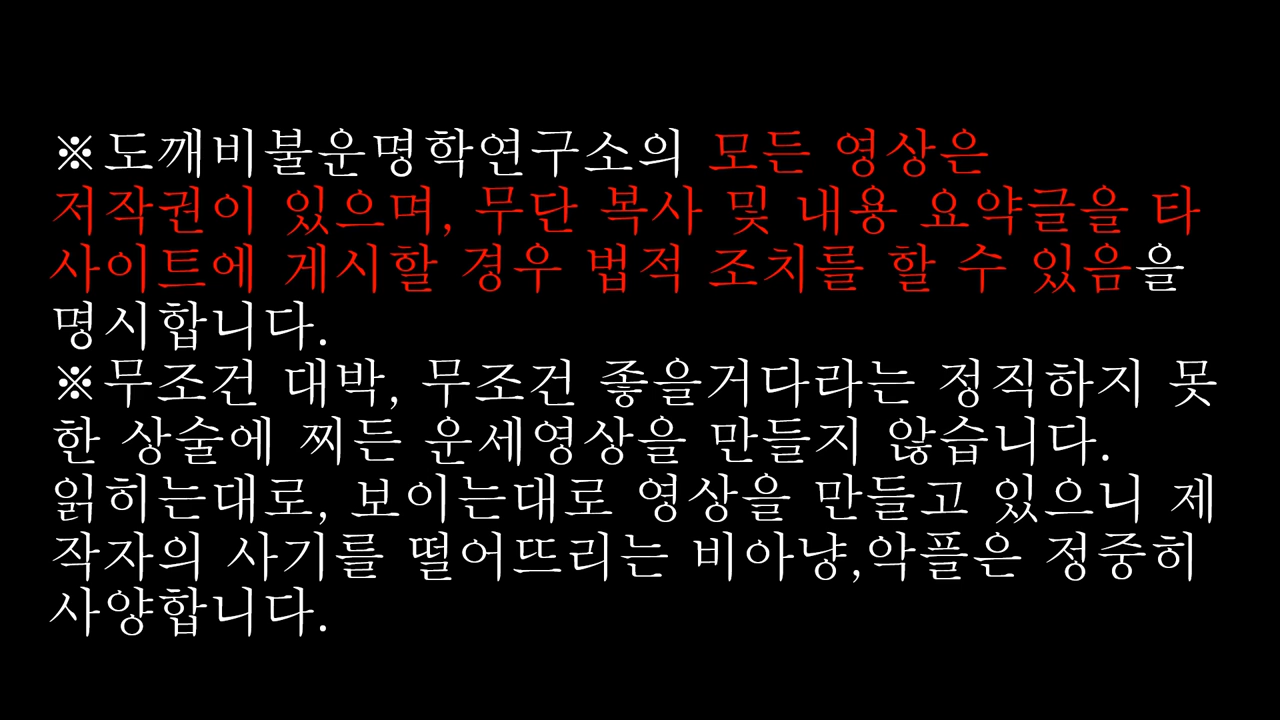 ※도깨비불운명학연구소의 모든 영상은
저작권이 있으며, 무단 복사 및 내용 요약글을 타
사이트에 게시할 경우 법적 조치를 할 수 있음을
명시합니다.
※무조건 대박, 무조건 좋을거다라는 정직하지 못
한 상술에 찌든 운세영상을 만들지 않습니다.
읽히는대로, 보이는대로 영상을 만들고 있으니 제
작자의 사기를 떨어뜨리는 비아냥,악플은 정중히
사양합니다.